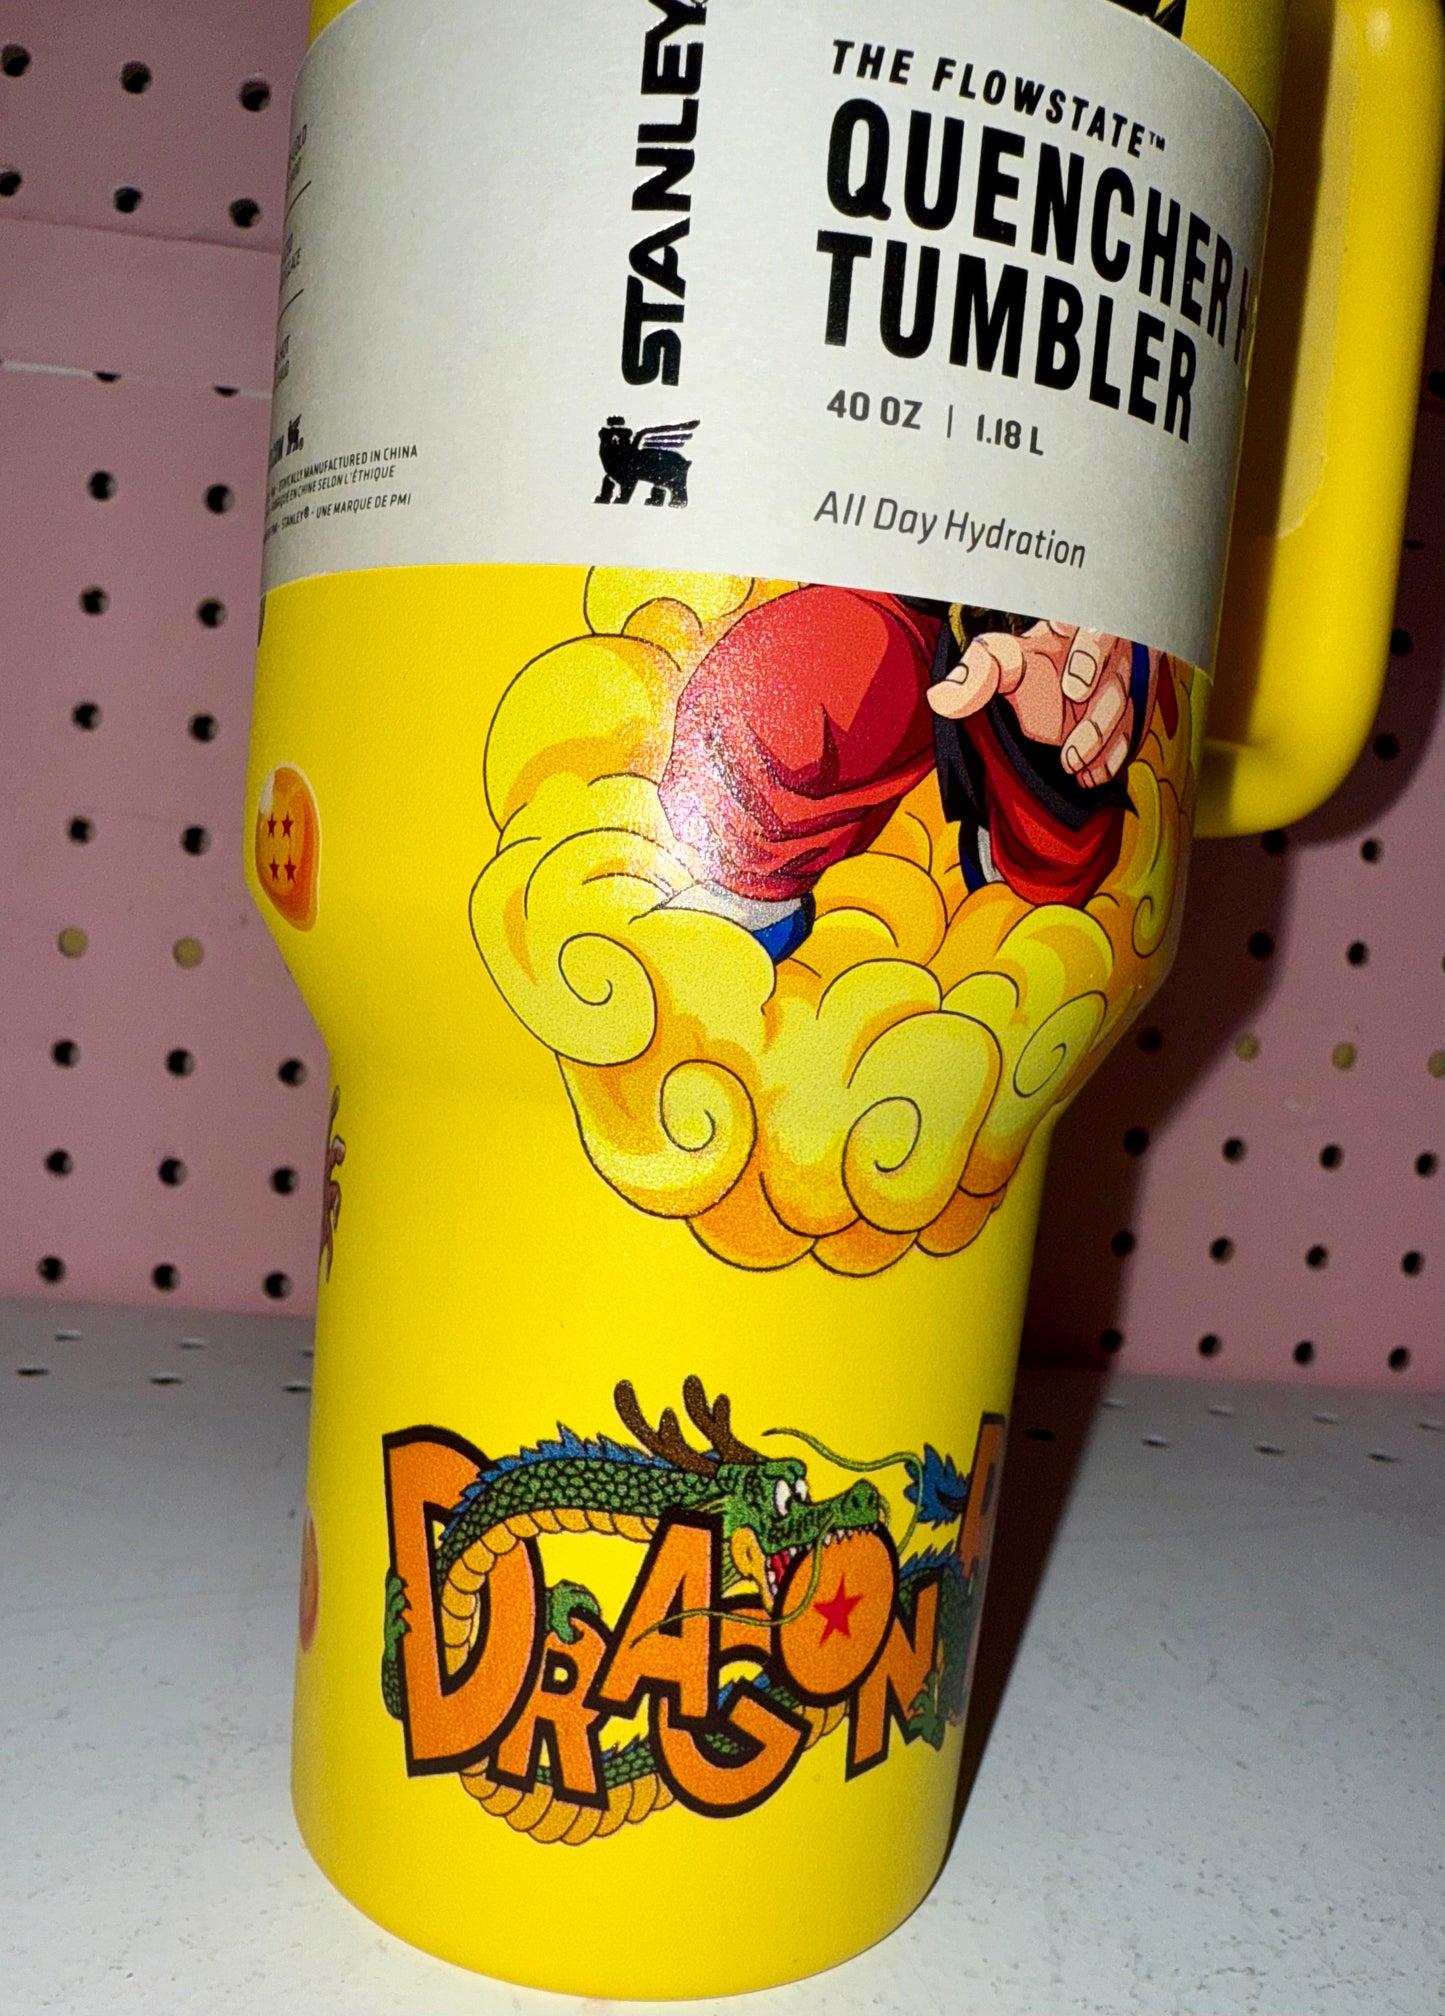 STANLEY
THE FLOWSTATE™
QUENCHER H
TUMBLER
40 OZ | 1.18 L
All Day Hydration
MANUFACTURED IN CHINA
EN CHINE SELON L'ÉTHIQUE
STANLEY® - UNE MARQUE DE PMI
DRAGON